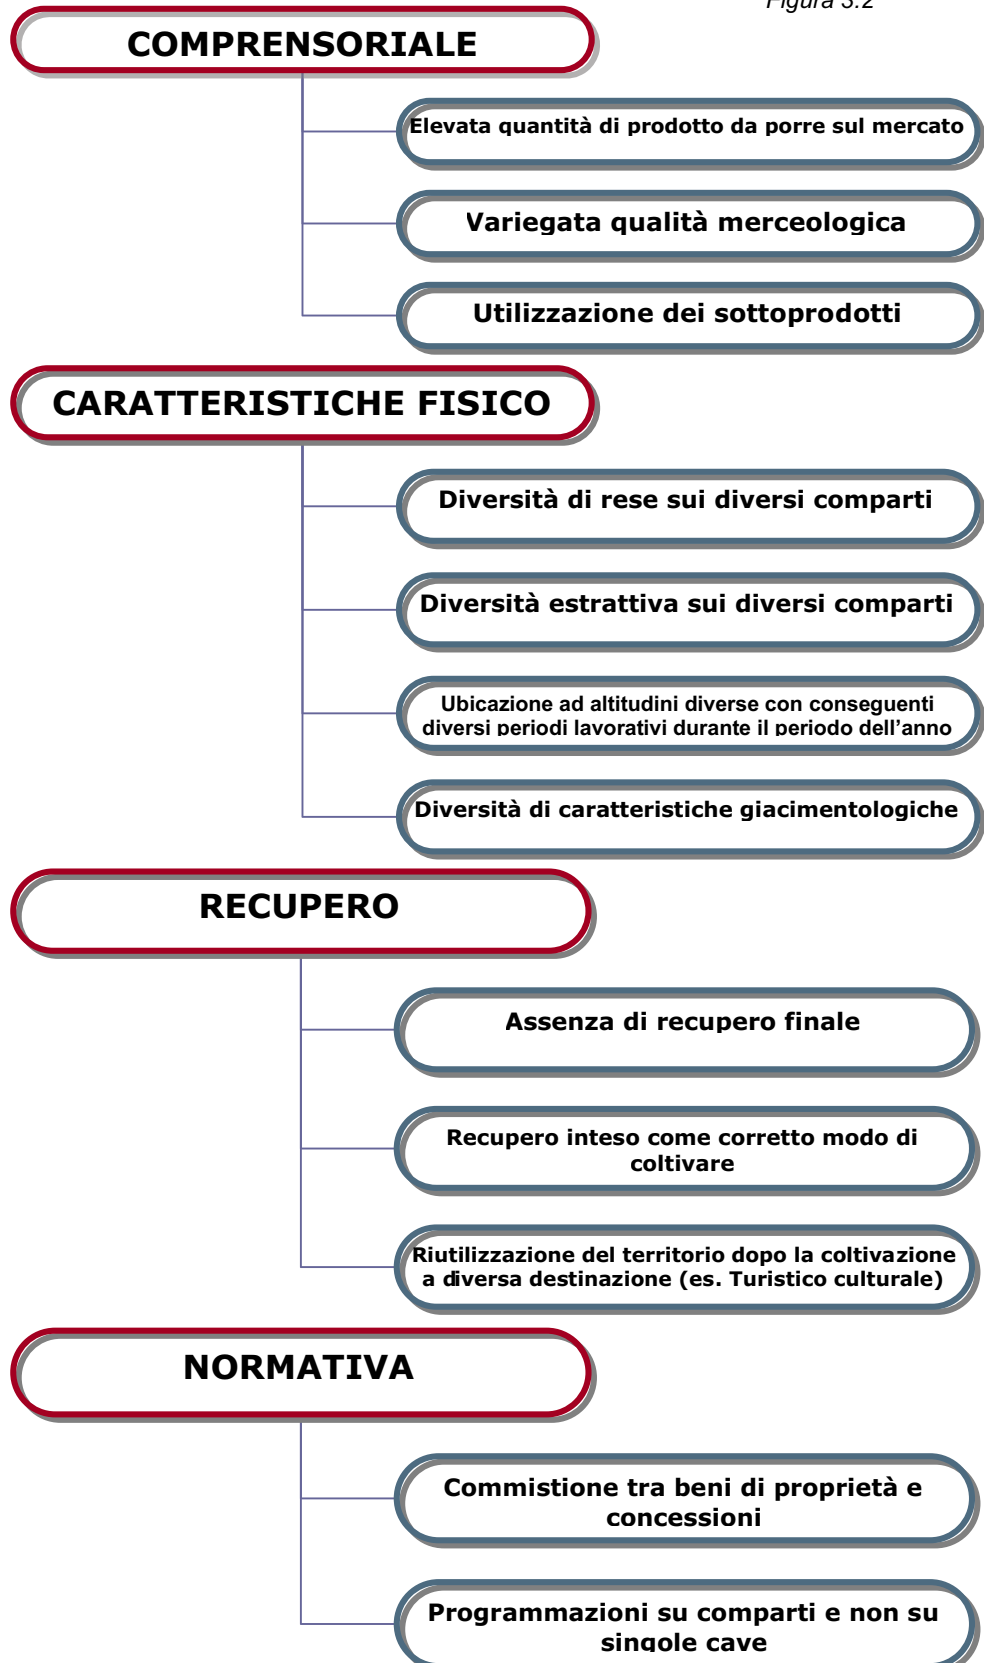 Figura 3.2
COMPRENSORIALE
Elevata quantità di prodotto da porre sul mercato
Variegata qualità merceologica
Utilizzazione dei sottoprodotti
CARATTERISTICHE FISICO
Diversità di rese sui diversi comparti
Diversità estrattiva sui diversi comparti
Ubicazione ad altitudini diverse con conseguenti
diversi periodi lavorativi durante il periodo dell'anno
Diversità di caratteristiche giacimentologiche
RECUPERO
Assenza di recupero finale
Recupero inteso come corretto modo di
coltivare
Riutilizzazione del territorio dopo la coltivazione
a diversa destinazione (es. Turistico culturale)
NORMATIVA
Commistione tra beni di proprietà e
concessioni
Programmazioni su comparti e non su
singole cave